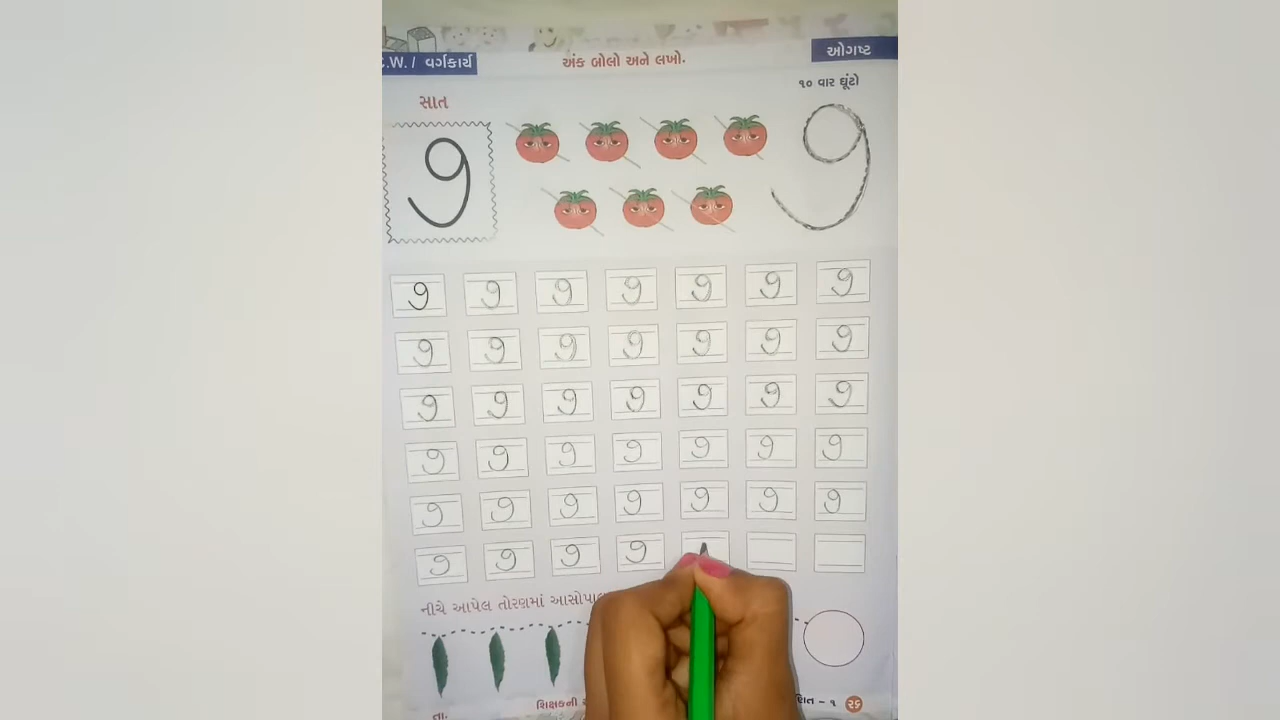 C.W. / વર્ગકાર્ય
અંક બોલો અને લખો.
ઓગષ્ટ
સાત
૧૦ વાર ઘૂંટો
૭ ૭
૭ ૭ ૭ ૭ ૭ ૭ ૭
૭ ૭ ૭ ૭ ૭ ૭ ૭
૭ ૭ ૭ ૭ ૭ ૭ ૭
૭ ૭ ૭ ૭ ૭ ૭ ૭
૭ ૭ ૭ ૭ ૭ ૭ ૭
૭ ૭ ૭ ૭
નીચે આપેલ તોરણમાં
તા.
શિક્ષકની
- ૧ ૨૬